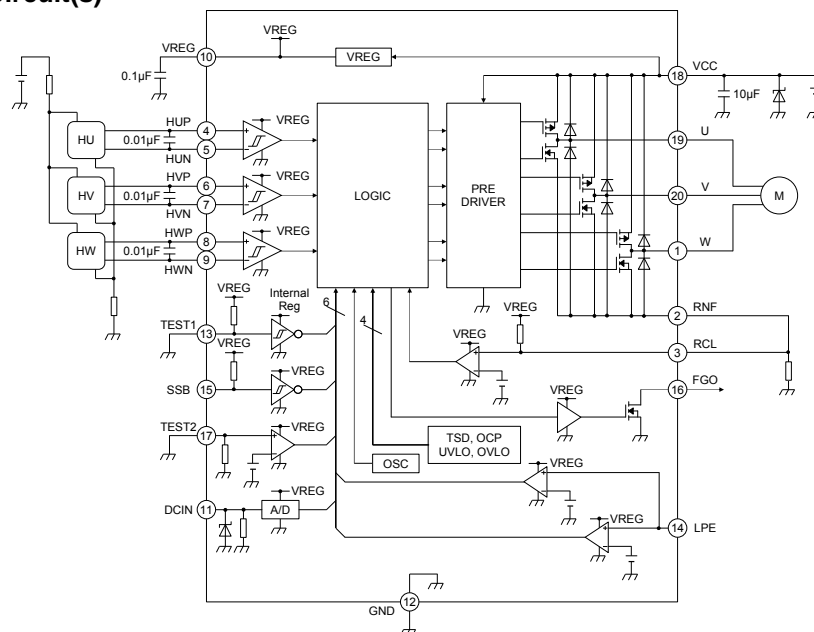 VREG
VREG 10 VREG
0.1µF
18 VCC
10µF
HUP 4 VREG
HU 0.01µF
5
HUN
HVP 6 VREG
HV 0.01µF
7
HVN
HWP 8 VREG
HW 0.01µF
9
HWN
LOGIC
PRE
DRIVER
19 U
20 V
M
1 W
2 RNF
VREG
3 RCL
VREG Internal
Reg
6
4
TEST1 13
VREG
SSB 15
VREG
16 FGO
TEST2 17
VREG
TSD, OCP
UVLO, OVLO
OSC
VREG
DCIN 11 A/D VREG
VREG
14 LPE
12
GND